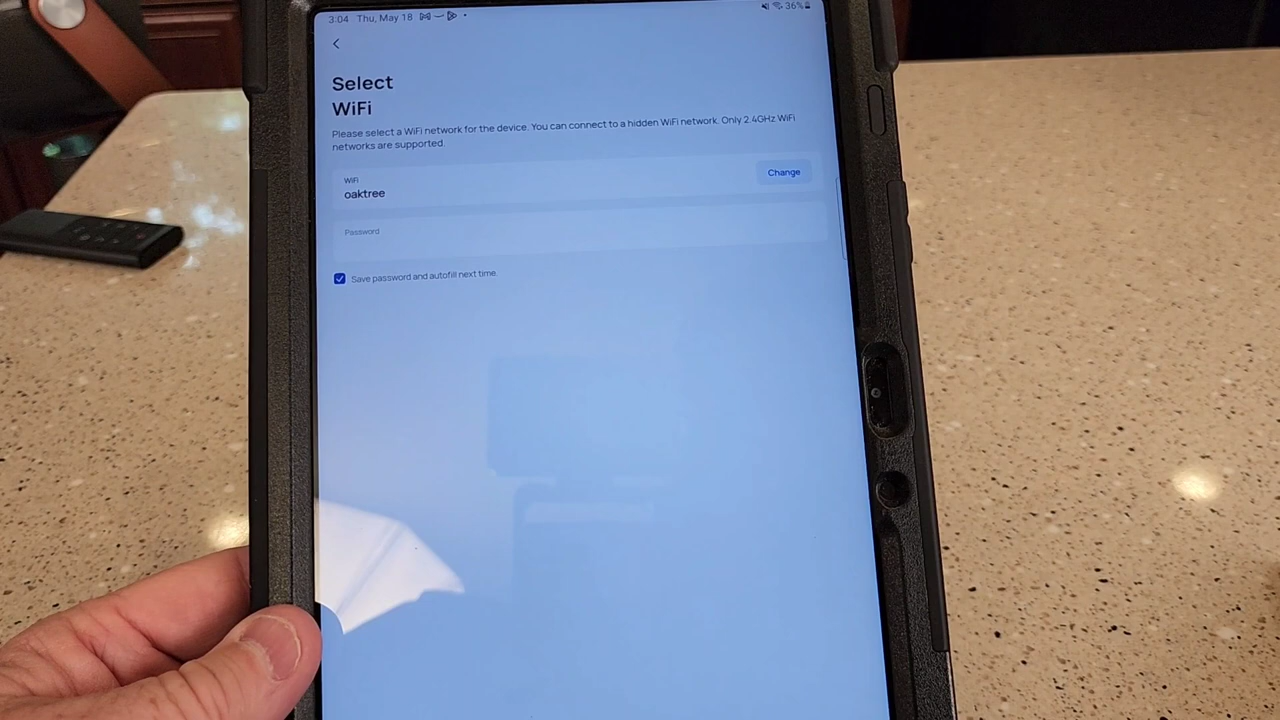 3:04 Thu, May 18 36%
Select
WiFi
Please select a WiFi network for the device. You can connect to a hidden WiFi network. Only 2.4GHz WiFi
networks are supported.
WiFi
oaktree
Change
Password
Save password and autofill next time.